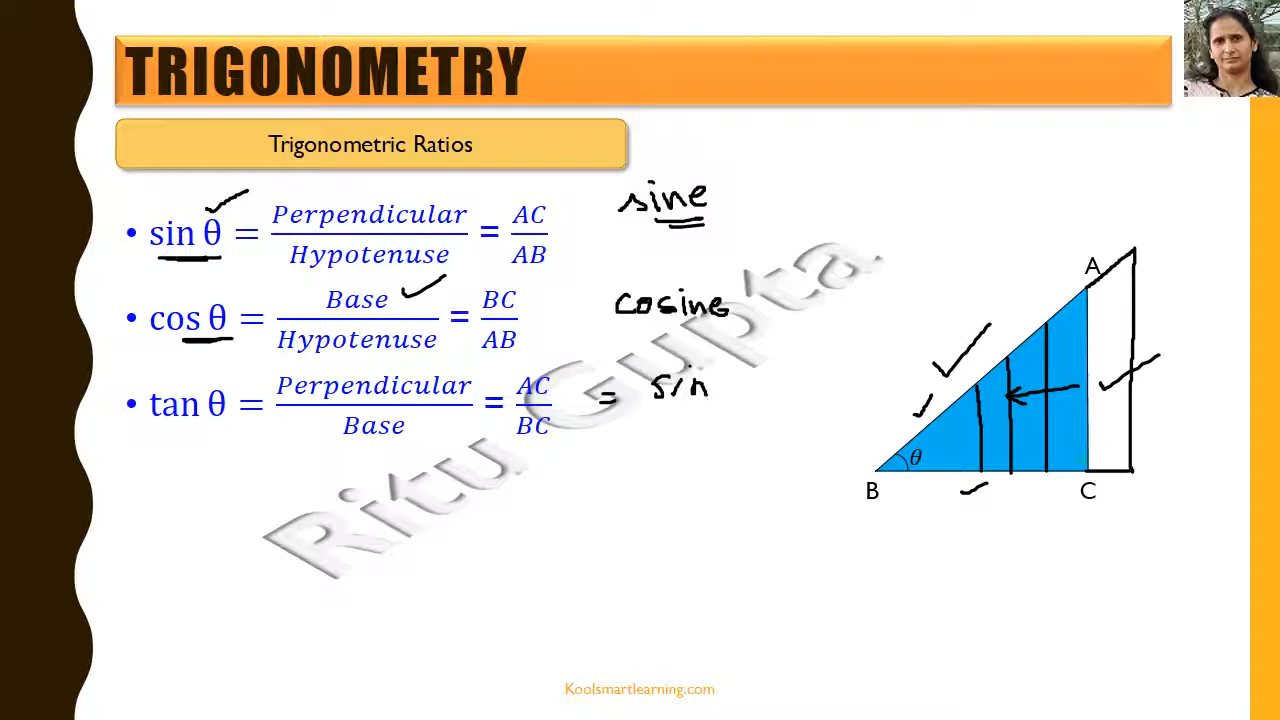 TRIGONOMETRY
Trigonometric Ratios
• sin θ = Perpendicular/Hypotenuse = AC/AB
sine
• cos θ = Base/Hypotenuse = BC/AB
cosine
• tan θ = Perpendicular/Base = AC/BC = sin
A
θ
B
C
Ritu Gupta
Koolsmartlearning.com